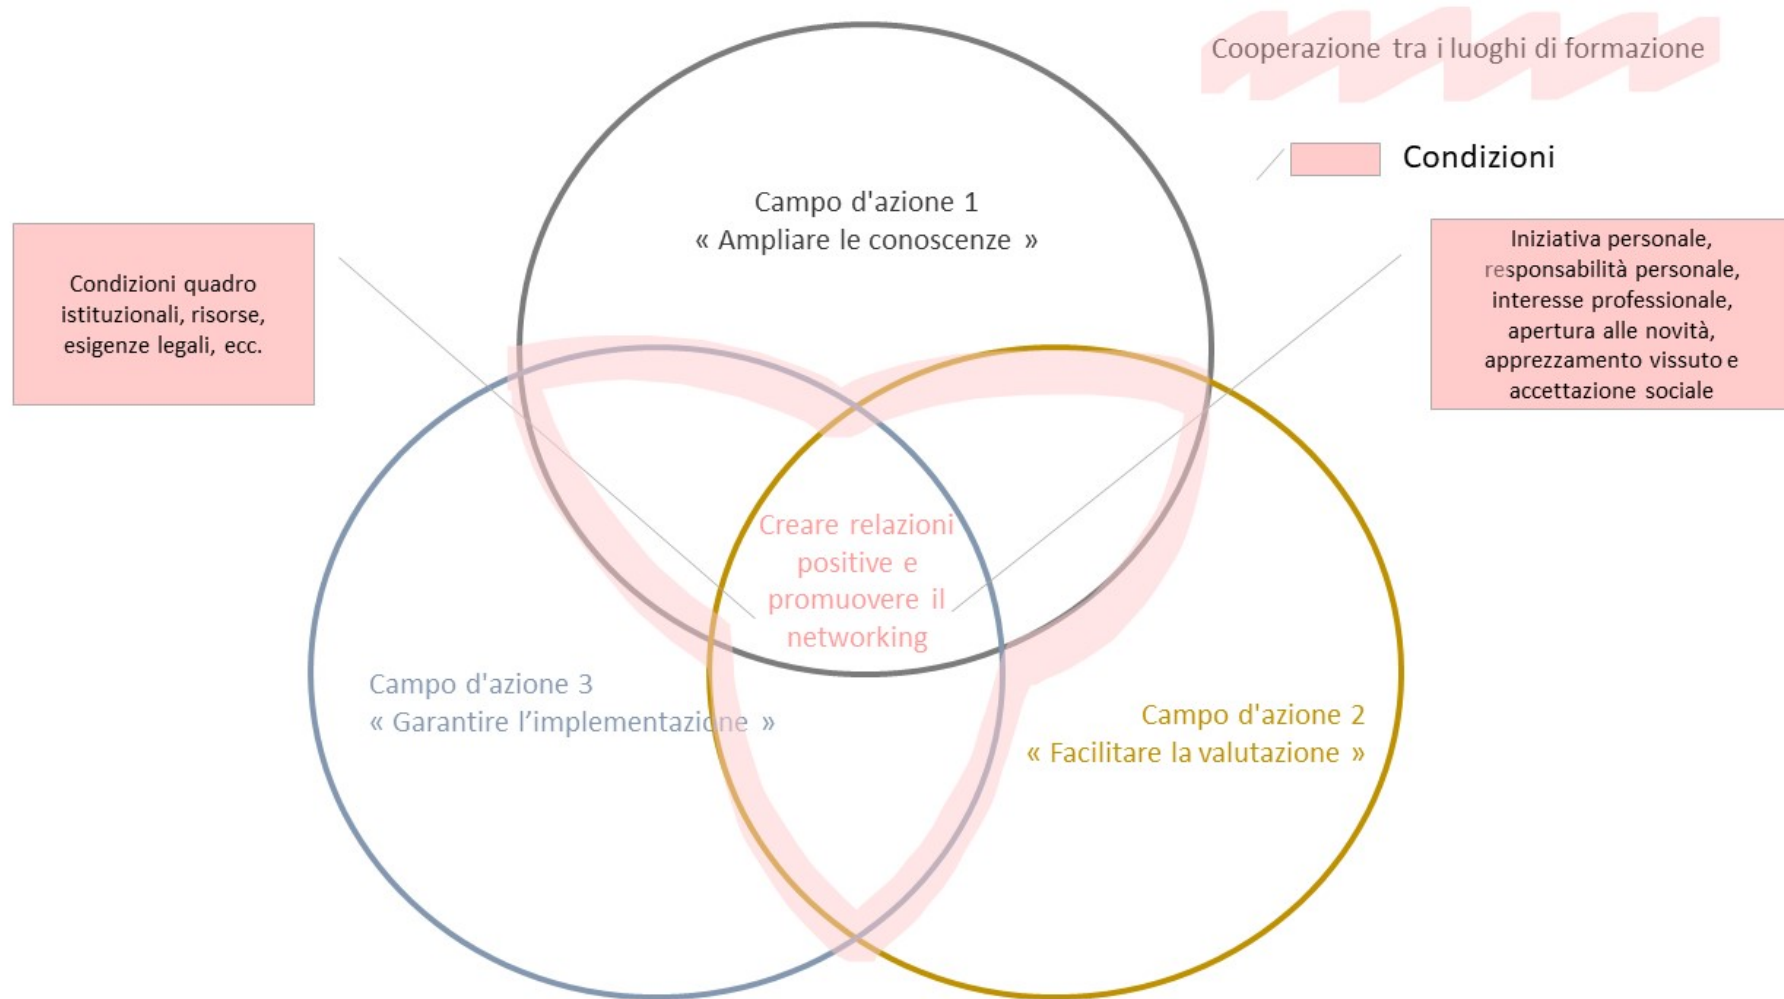 Cooperazione tra i luoghi di formazione
Condizioni
Campo d'azione 1
« Ampliare le conoscenze »
Condizioni quadro
istituzionali, risorse,
esigenze legali, ecc.
Iniziativa personale,
responsabilità personale,
interesse professionale,
apertura alle novità,
apprezzamento vissuto e
accettazione sociale
Creare relazioni
positive e
promuovere il
networking
Campo d'azione 3
« Garantire l’implementazione »
Campo d'azione 2
« Facilitare la valutazione »